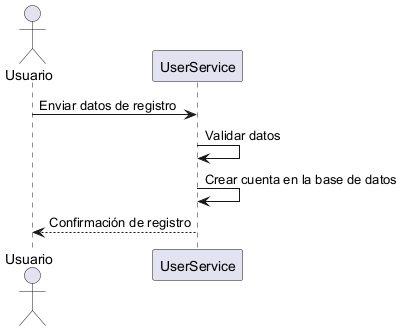 Usuario
UserService
Enviar datos de registro
Validar datos
Crear cuenta en la base de datos
Confirmación de registro
Usuario
UserService